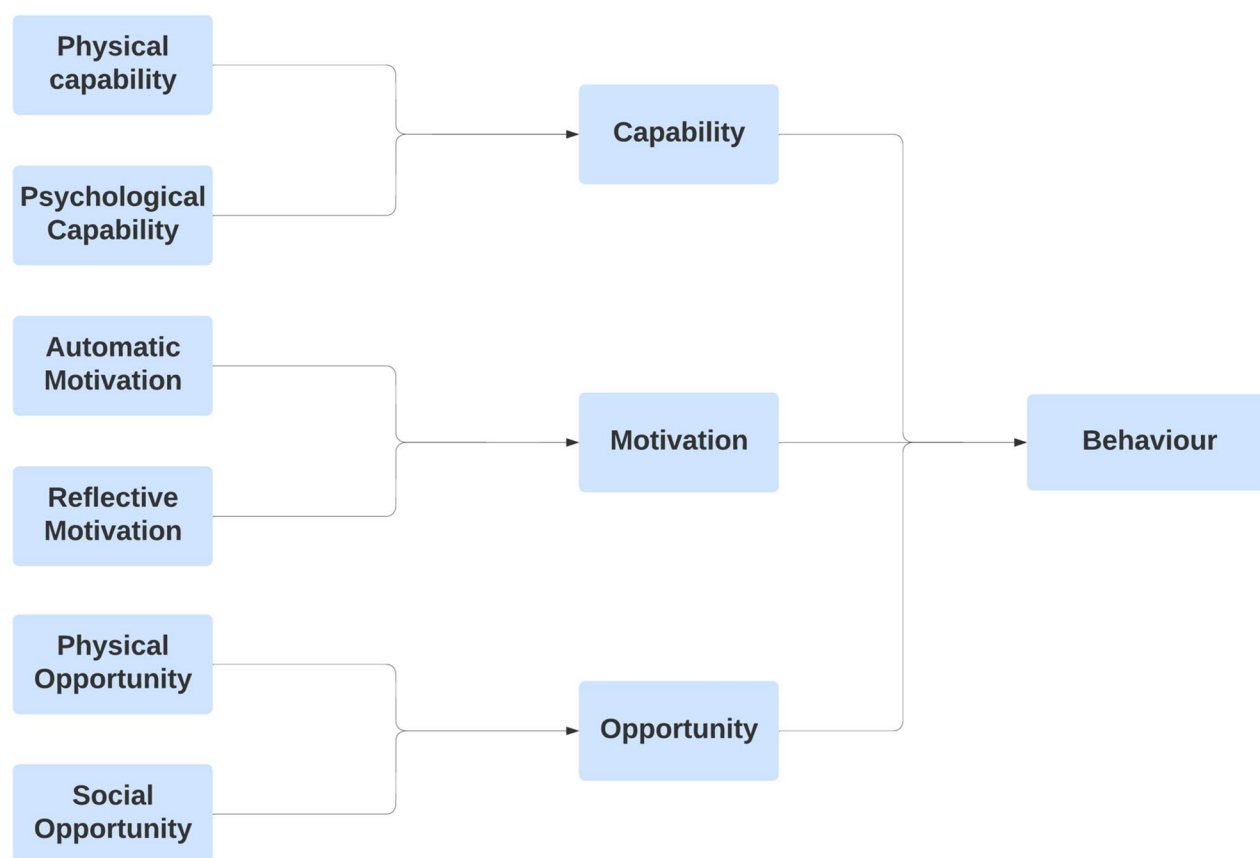 Physical
capability
Psychological
Capability
Automatic
Motivation
Reflective
Motivation
Physical
Opportunity
Social
Opportunity
Capability
Motivation
Opportunity
Behaviour